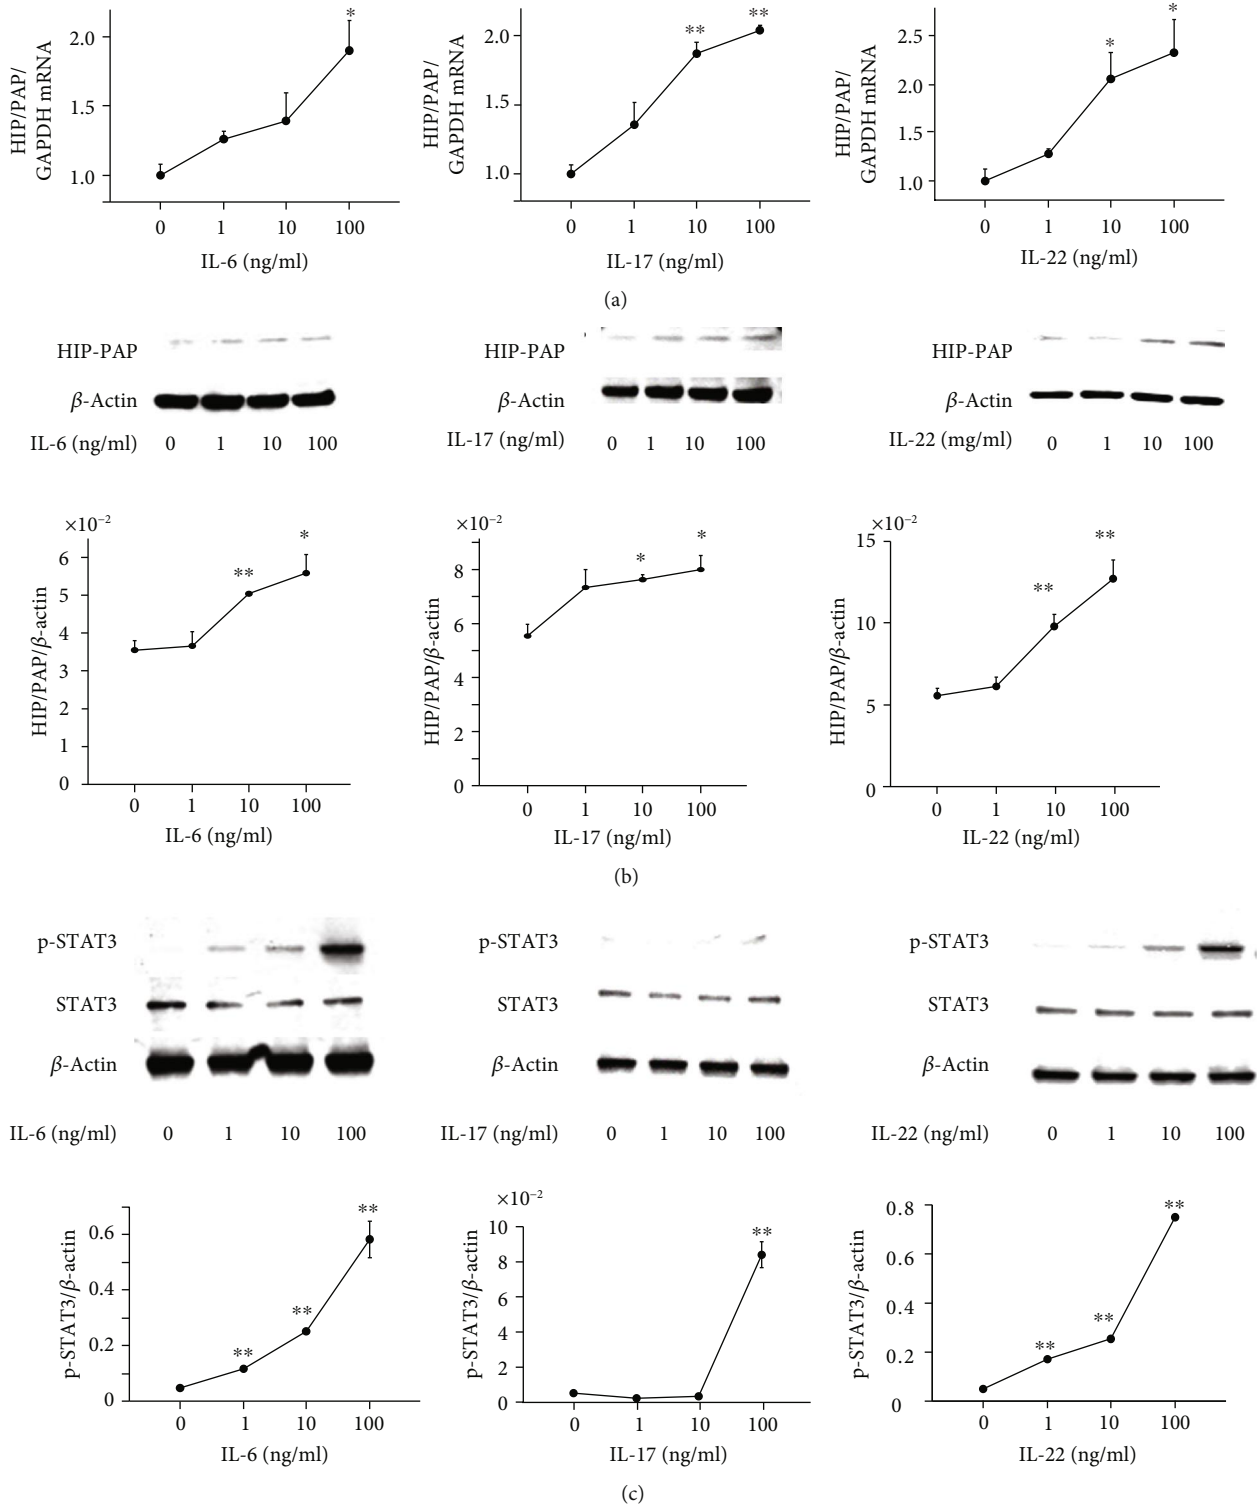 HIP/PAP/
GAPDH mRNA
2.0
1.5
1.0
*
0 1 10 100
IL-6 (ng/ml)
HIP/PAP/
GAPDH mRNA
2.0
1.5
1.0
** **
0 1 10 100
IL-17 (ng/ml)
HIP/PAP/
GAPDH mRNA
2.5
2.0
1.5
1.0
* *
0 1 10 100
IL-22 (ng/ml)
(a)
HIP-PAP
β-Actin
IL-6 (ng/ml) 0 1 10 100
HIP-PAP
β-Actin
IL-17 (ng/ml) 0 1 10 100
HIP-PAP
β-Actin
IL-22 (mg/ml) 0 1 10 100
×10⁻²
HIP/PAP/β-actin
6
5
4
3
2
1
0
** *
0 1 10 100
IL-6 (ng/ml)
×10⁻²
HIP/PAP/β-actin
8
6
4
2
0
* *
0 1 10 100
IL-17 (ng/ml)
×10⁻²
HIP/PAP/β-actin
15
10
5
0
** **
0 1 10 100
IL-22 (ng/ml)
(b)
p-STAT3
STAT3
β-Actin
IL-6 (ng/ml) 0 1 10 100
p-STAT3
STAT3
β-Actin
IL-17 (ng/ml) 0 1 10 100
p-STAT3
STAT3
β-Actin
IL-22 (ng/ml) 0 1 10 100
p-STAT3/β-actin
0.6
0.4
0.2
0
** ** **
0 1 10 100
IL-6 (ng/ml)
×10⁻²
p-STAT3/β-actin
10
8
6
4
2
0
**
0 1 10 100
IL-17 (ng/ml)
p-STAT3/β-actin
0.8
0.6
0.4
0.2
0
** ** **
0 1 10 100
IL-22 (ng/ml)
(c)